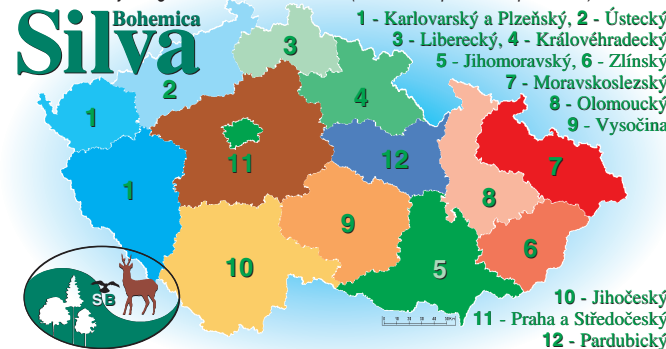 Bohemica
Silva
1 - Karlovarský a Plzeňský, 2 - Ústecký
3 - Liberecký, 4 - Královéhradecký
5 - Jihomoravský, 6 - Zlínský
7 - Moravskoslezský
8 - Olomoucký
9 - Vysočina
3
2
1
4
11
12
7
1
8
9
6
10
5
SB
10 - Jihočeský
11 - Praha a Středočeský
12 - Pardubický